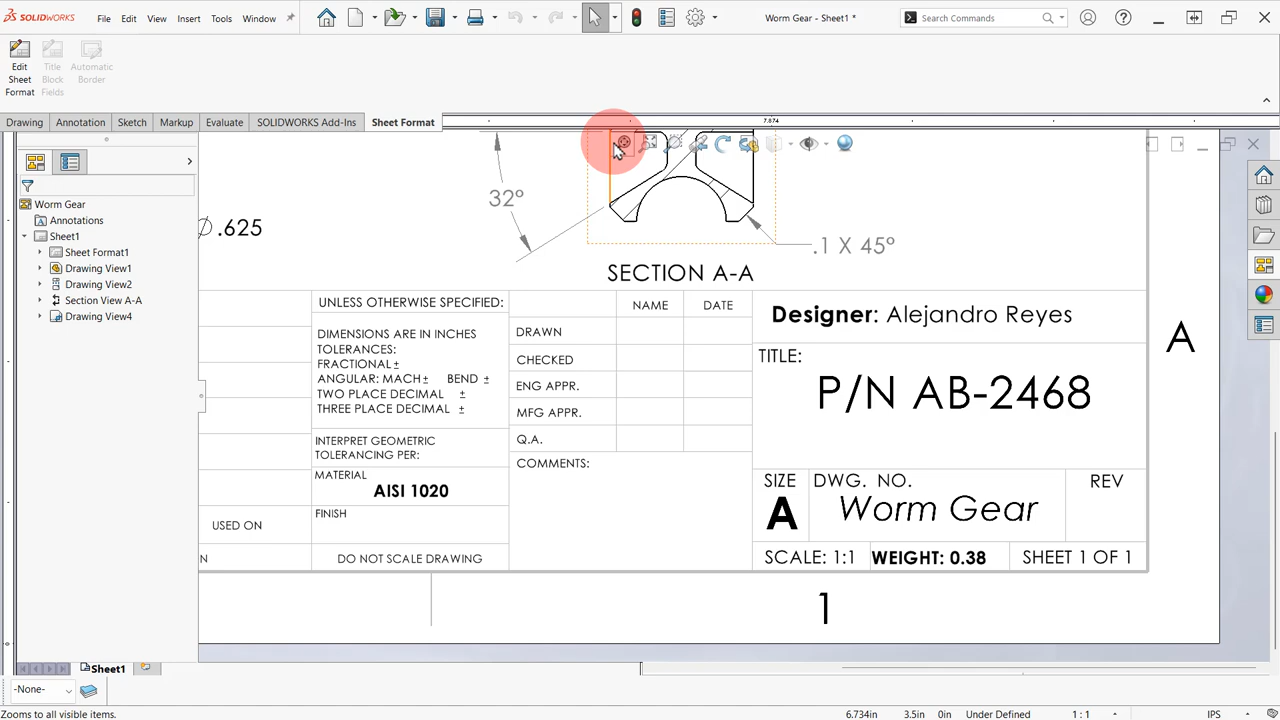 SOLIDWORKS
File
Edit
View
Insert
Tools
Window
Worm Gear - Sheet1 *
Search Commands
Edit
Sheet
Format
Title
Block
Fields
Automatic
Border
Drawing
Annotation
Sketch
Markup
Evaluate
SOLIDWORKS Add-Ins
Sheet Format
7.874
Worm Gear
Annotations
Sheet1
Sheet Format1
Drawing View1
Drawing View2
Section View A-A
Drawing View4
32°
Ø .625
.1 X 45°
SECTION A-A
UNLESS OTHERWISE SPECIFIED:
DIMENSIONS ARE IN INCHES
TOLERANCES:
FRACTIONAL ±
ANGULAR: MACH ± BEND ±
TWO PLACE DECIMAL ±
THREE PLACE DECIMAL ±
INTERPRET GEOMETRIC
TOLERANCING PER:
MATERIAL
AISI 1020
FINISH
USED ON
N
DO NOT SCALE DRAWING
NAME
DATE
DRAWN
CHECKED
ENG APPR.
MFG APPR.
Q.A.
COMMENTS:
Designer: Alejandro Reyes
TITLE:
P/N AB-2468
SIZE
A
DWG. NO.
Worm Gear
REV
SCALE: 1:1
WEIGHT: 0.38
SHEET 1 OF 1
A
1
Sheet1
-None-
Zooms to all visible items.
6.734in
3.5in
0in
Under Defined
1 : 1
IPS